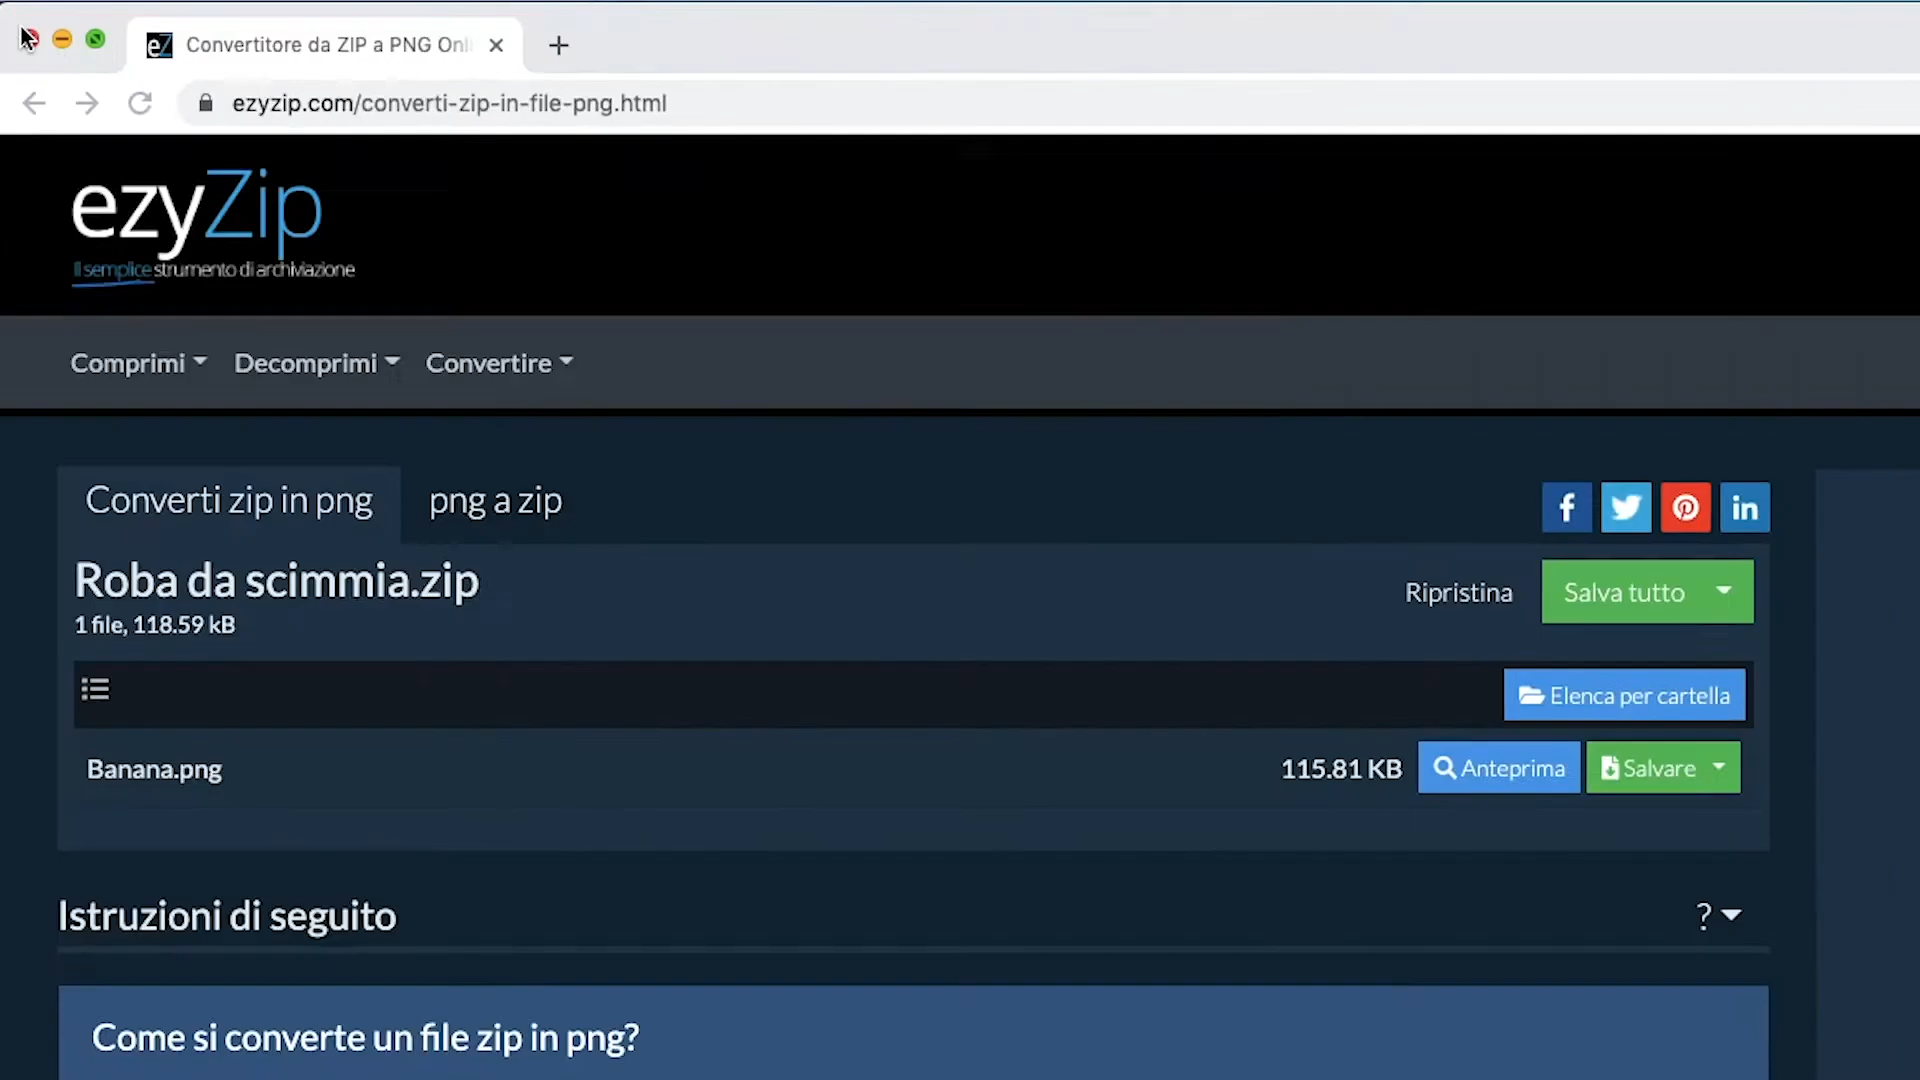 eZ Convertitore da ZIP a PNG Onl
ezyzip.com/converti-zip-in-file-png.html
ezyZip
Il semplice strumento di archiviazione
Comprimi Decomprimi Convertire
Converti zip in png png a zip
Roba da scimmia.zip
1 file, 118.59 kB
Ripristina Salva tutto
Elenca per cartella
Banana.png 115.81 KB Anteprima Salvare
Istruzioni di seguito ?
Come si converte un file zip in png?